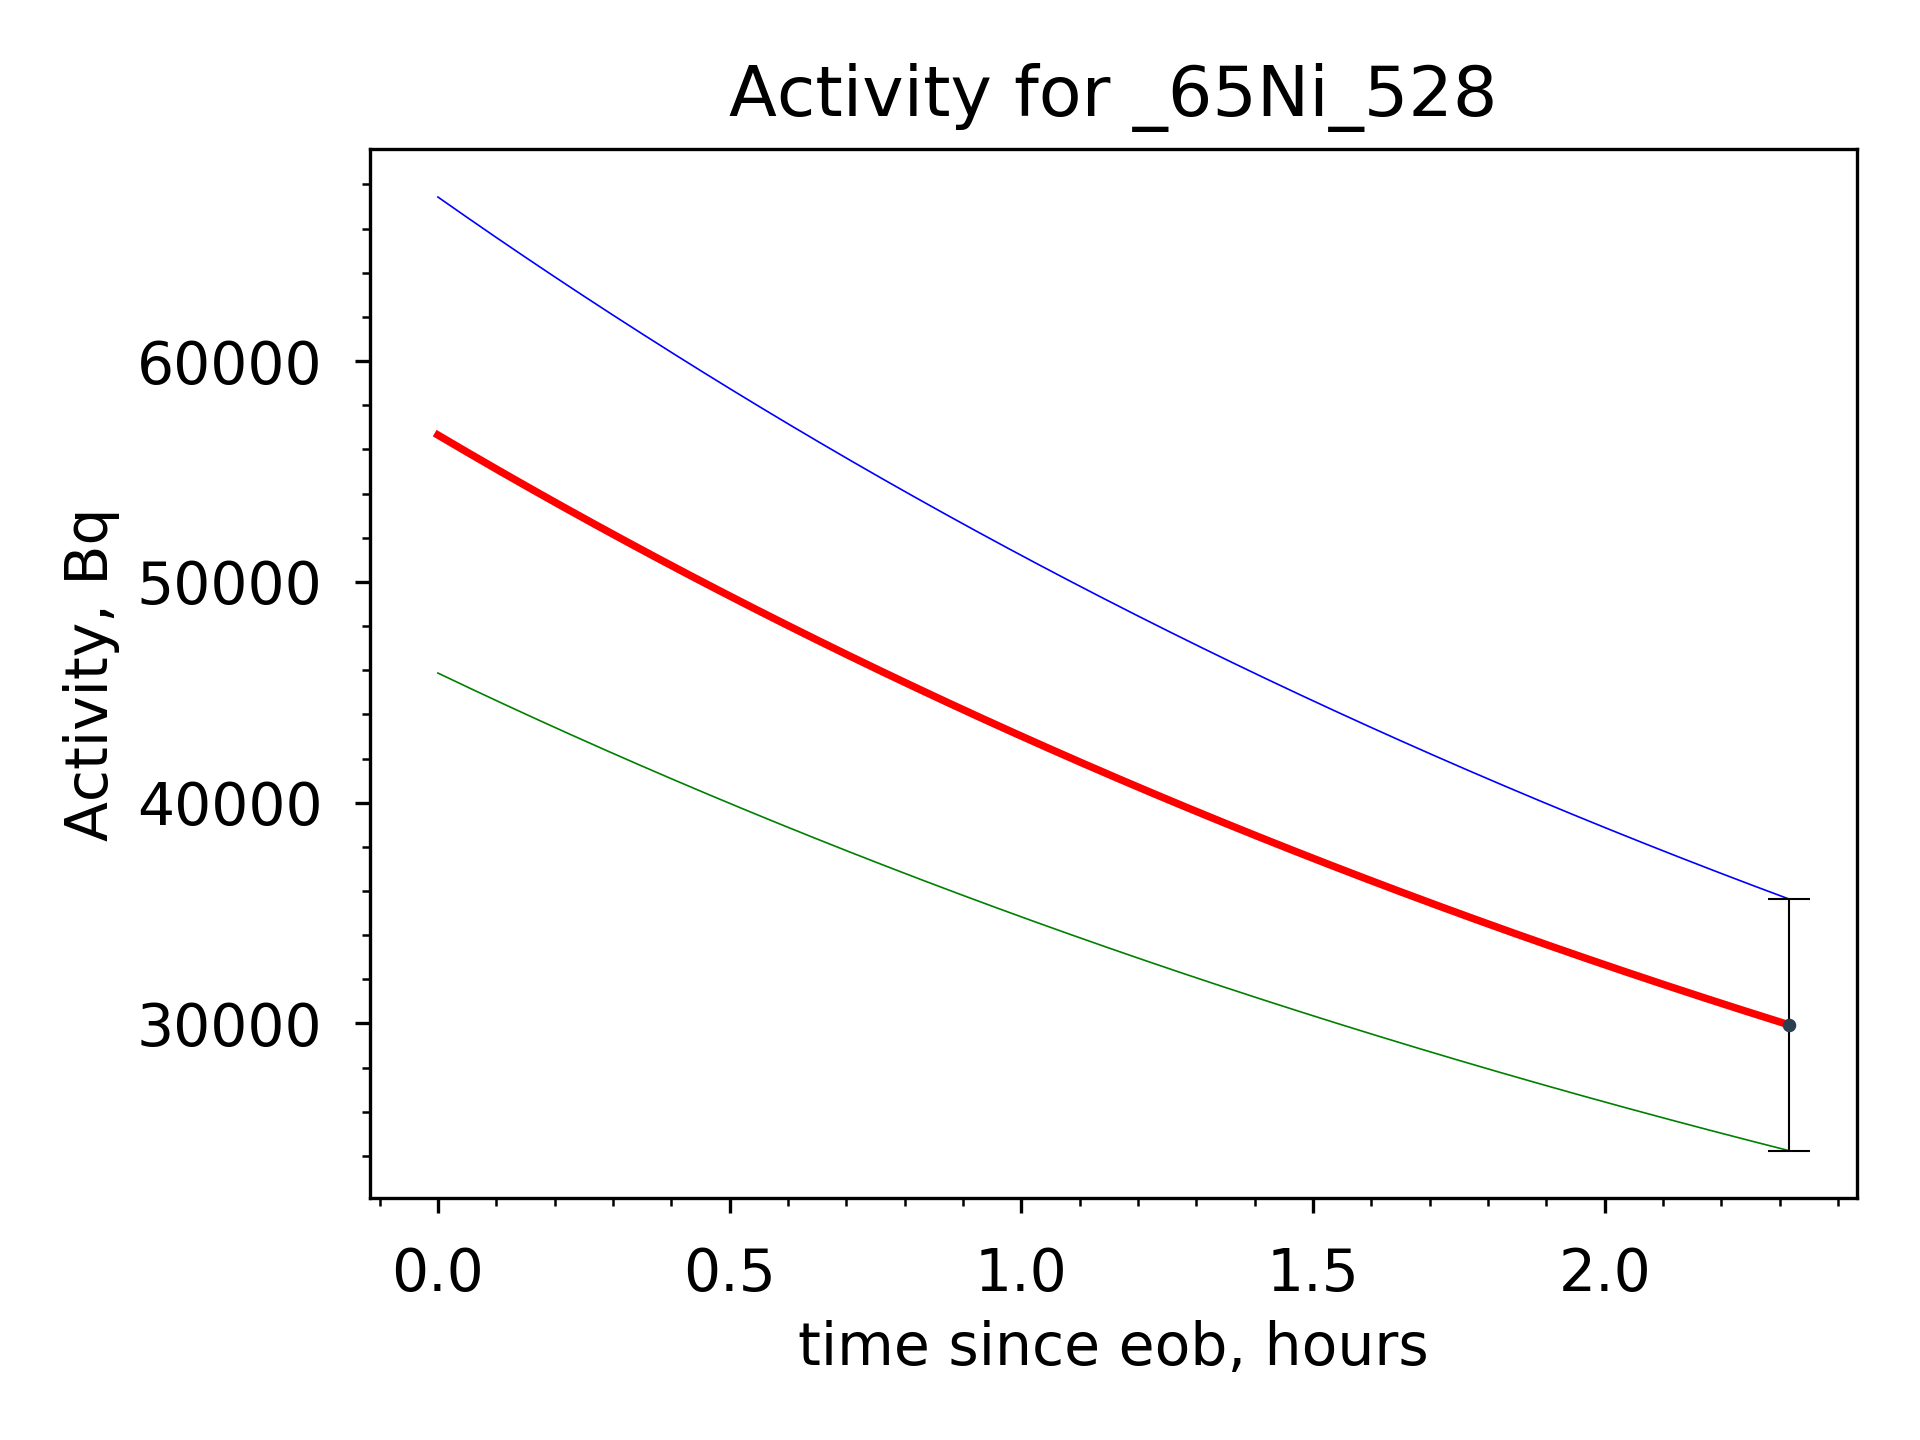 Activity for _65Ni_528
Activity, Bq
60000
50000
40000
30000
0.0 0.5 1.0 1.5 2.0
time since eob, hours